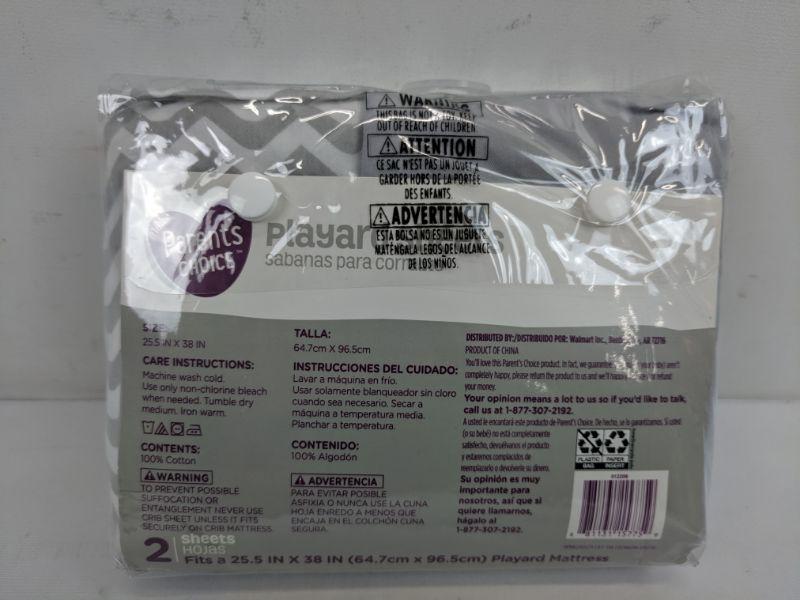 WARNING
THIS BAG IS NOT A TOY. KEEP
OUT OF REACH OF CHILDREN
ATTENTION
CE SAC N'EST PAS UN JOUET A
GARDER HORS DE LA PORTÉE
DES ENFANTS.
ADVERTENCIA
ESTA BOLSA NO ES UN JUGUETE
MATÉNGALA LEGOS DEL ALCANCE
DE LOS NIÑOS.
Parent's
CHOICE
Playard
sabanas para
SIZE:
25.5 IN X 38 IN
CARE INSTRUCTIONS:
Machine wash cold.
Use only non-chlorine bleach
when needed. Tumble dry
medium. Iron warm.
CONTENTS:
100% Cotton
WARNING
TO PREVENT POSSIBLE
SUFFOCATION OR
ENTANGLEMENT NEVER USE
CRIB SHEET UNLESS IT FITS
SECURELY ON CRIB MATTRESS.
TALLA:
64.7cm X 96.5cm
INSTRUCCIONES DEL CUIDADO:
Lavar a máquina en frío.
Usar solamente blanqueador sin cloro
cuando sea necesario. Secar a
máquina a temperatura media.
Planchar a temperatura.
CONTENIDO:
100% Algodón
ADVERTENCIA
PARA EVITAR POSIBLE
ASFIXIA O NUNCA USE LA CUNA
HOJA ENREDO A MENOS QUE
ENCAJA EN EL COLCHÓN CUNA
SEGURA.
DISTRIBUTED BY:/DISTRIBUIDO POR: Walmart Inc., AR 72716
PRODUCT OF CHINA
You'll love this Parent's Choice product. In fact, we guarantee aren't
completely happy, please return the product to us and we'll replace or refund
your money.
Your opinion means a lot to us so if you'd like to talk,
call us at 1-877-307-2192.
A usted le encantará este producto de Parent's Choice. De hecho, se lo garantizamos. Si usted
(o su bebé) no está completamente
satisfecho, devuélvanos el producto
y estaremos complacidos de
reemplazarlo o devolverle su dinero.
Su opinión es muy
importante para
nosotros, así que si
quiere llamarnos,
hágalo al
1-877-307-2192.
PLASTIC BAG
PAPER INSERT
2 sheets
HOJAS
Fits a 25.5 IN X 38 IN (64.7cm x 96.5cm) Playard Mattress